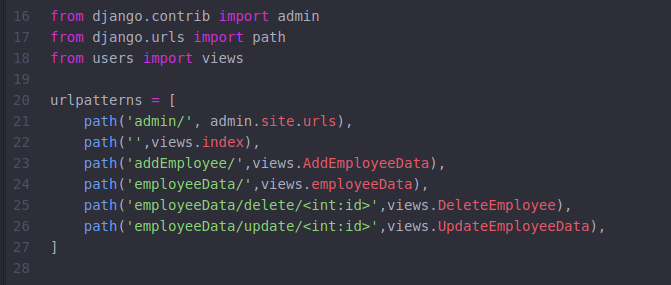 16 from django.contrib import admin
17 from django.urls import path
18 from users import views
19
20 urlpatterns = [
21     path('admin/', admin.site.urls),
22     path('',views.index),
23     path('addEmployee/',views.AddEmployeeData),
24     path('employeeData/',views.employeeData),
25     path('employeeData/delete/<int:id>',views.DeleteEmployee),
26     path('employeeData/update/<int:id>',views.UpdateEmployeeData),
27 ]
28